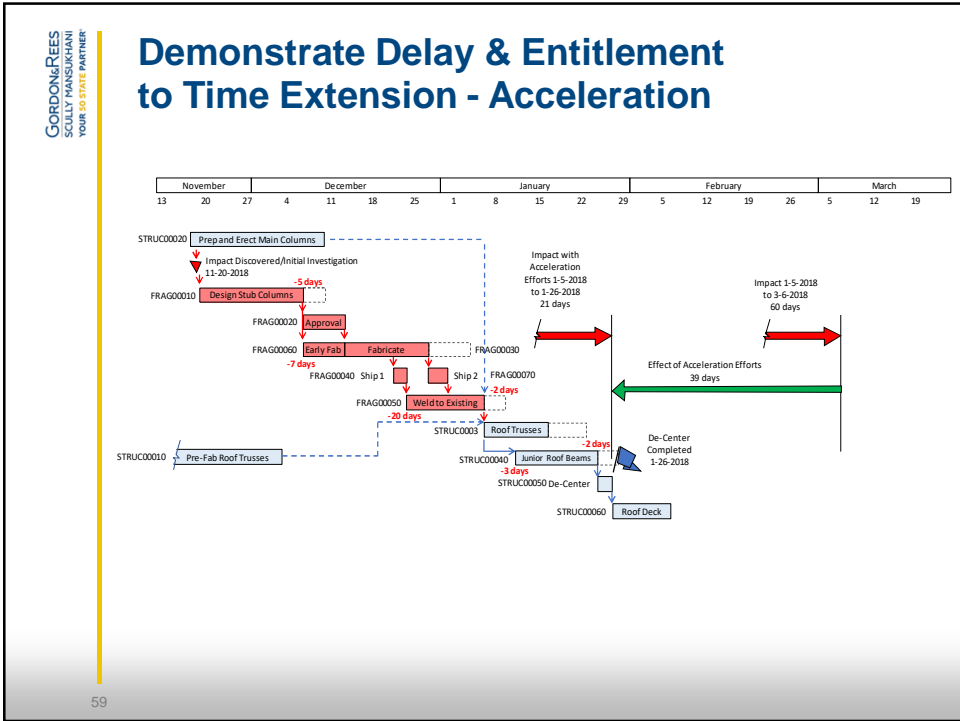 GORDON&REES
SCULLY MANSUKHANI
YOUR 50 STATE PARTNER®
Demonstrate Delay & Entitlement
to Time Extension - Acceleration
November December January February March
13 20 27 4 11 18 25 1 8 15 22 29 5 12 19 26 5 12 19
STRUC00020 Prep and Erect Main Columns
Impact Discovered/Initial Investigation
11-20-2018
-5 days
FRAG00010 Design Stub Columns
FRAG00020 Approval
FRAG00060 Early Fab Fabricate FRAG00030
-7 days
FRAG00040 Ship 1 Ship 2 FRAG00070
-2 days
FRAG00050 Weld to Existing
-20 days
STRUC0003 Roof Trusses
-2 days
STRUC00010 Pre-Fab Roof Trusses
STRUC00040 Junior Roof Beams
-3 days
STRUC00050 De-Center
STRUC00060 Roof Deck
Impact with
Acceleration
Efforts 1-5-2018
to 1-26-2018
21 days
Impact 1-5-2018
to 3-6-2018
60 days
Effect of Acceleration Efforts
39 days
De-Center
Completed
1-26-2018
59